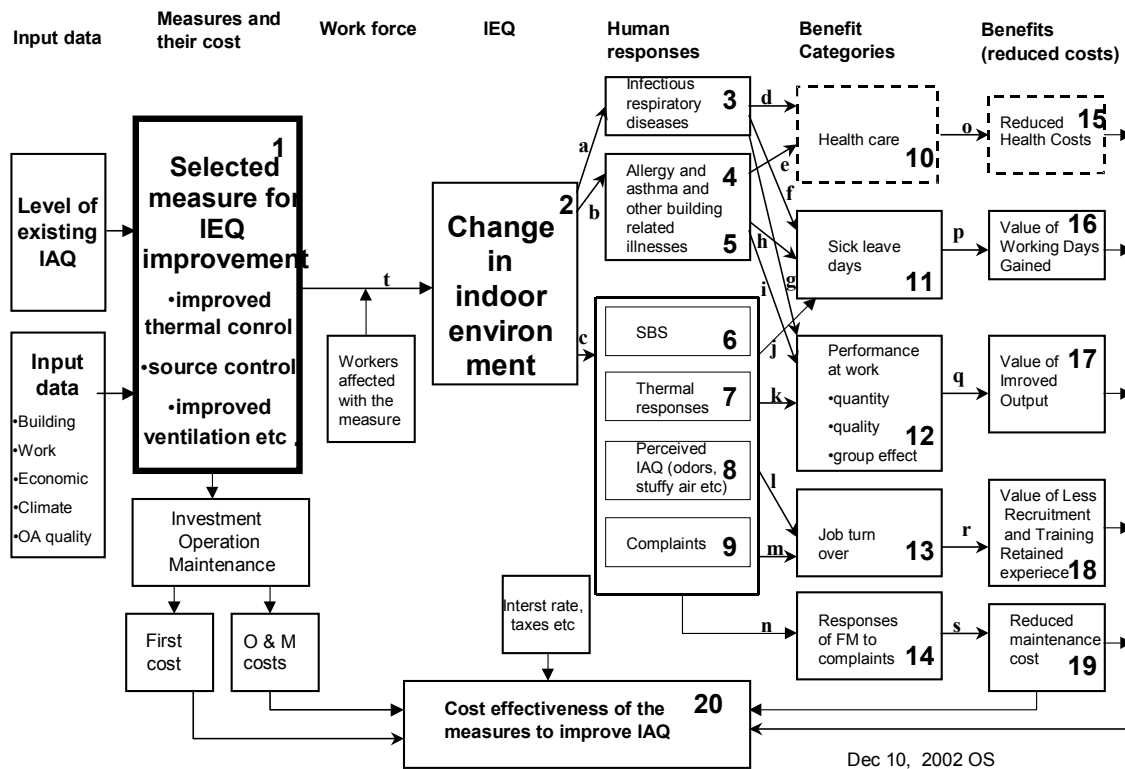 Input data
Measures and
their cost
Work force
IEQ
Human
responses
Benefit
Categories
Benefits
(reduced costs)
Level of
existing
IAQ
Input
data
•Building
•Work
•Economic
•Climate
•OA quality
1
Selected
measure for
IEQ
improvement
•improved
thermal conrol
•source control
•improved
ventilation etc .
Investment
Operation
Maintenance
First
cost
O & M
costs
t
Workers
affected
with the
measure
2
Change
in
indoor
environ
ment
a
b
c
Infectious
respiratory
diseases
3
Allergy and
asthma and
other building
related
illnesses
4
5
SBS
6
Thermal
responses
7
Perceived
IAQ (odors,
stuffy air etc)
8
Complaints
9
d
e
f
h
g
i
j
k
l
m
n
Health care
10
Sick leave
days
11
Performance
at work
•quantity
•quality
•group effect
12
Job turn
over
13
Responses
of FM to
complaints
14
o
p
q
r
s
Reduced
Health Costs
15
Value of
Working Days
Gained
16
Value of
Imroved
Output
17
Value of Less
Recruitment
and Training
Retained
experiece
18
Reduced
maintenance
cost
19
Interst rate,
taxes etc
Cost effectiveness of the
measures to improve IAQ
20
Dec 10, 2002 OS